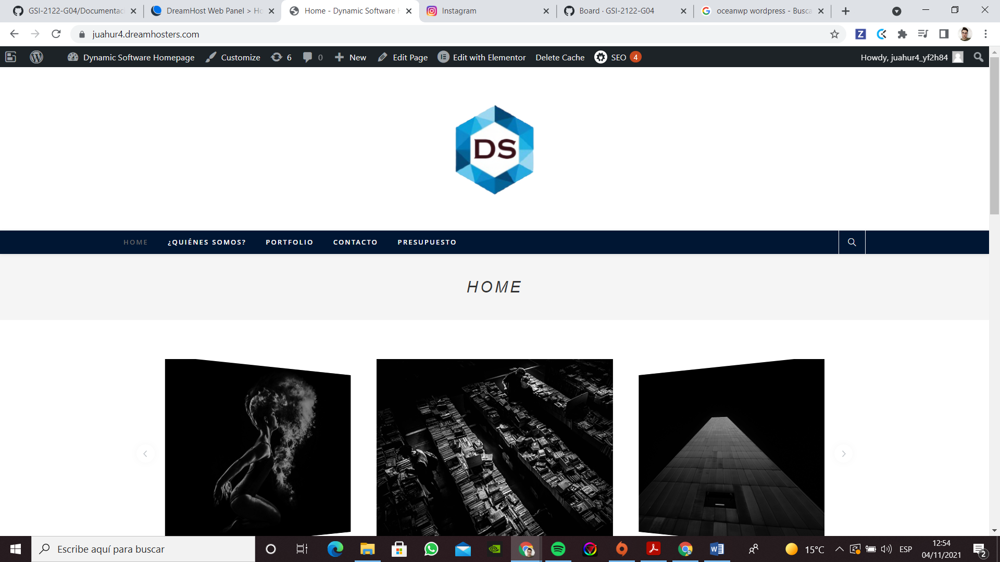 GSI-2122-G04/Documentaci
DreamHost Web Panel > Ho
Home - Dynamic Software H
Instagram
Board · GSI-2122-G04
oceanwp wordpress - Busca
juahur4.dreamhosters.com
Dynamic Software Homepage
Customize
6
0
New
Edit Page
Edit with Elementor
Delete Cache
SEO 4
Howdy, juahur4_yf2h84
DS
HOME
¿QUIÉNES SOMOS?
PORTFOLIO
CONTACTO
PRESUPUESTO
HOME
Escribe aquí para buscar
15°C
ESP
12:54
04/11/2021
2